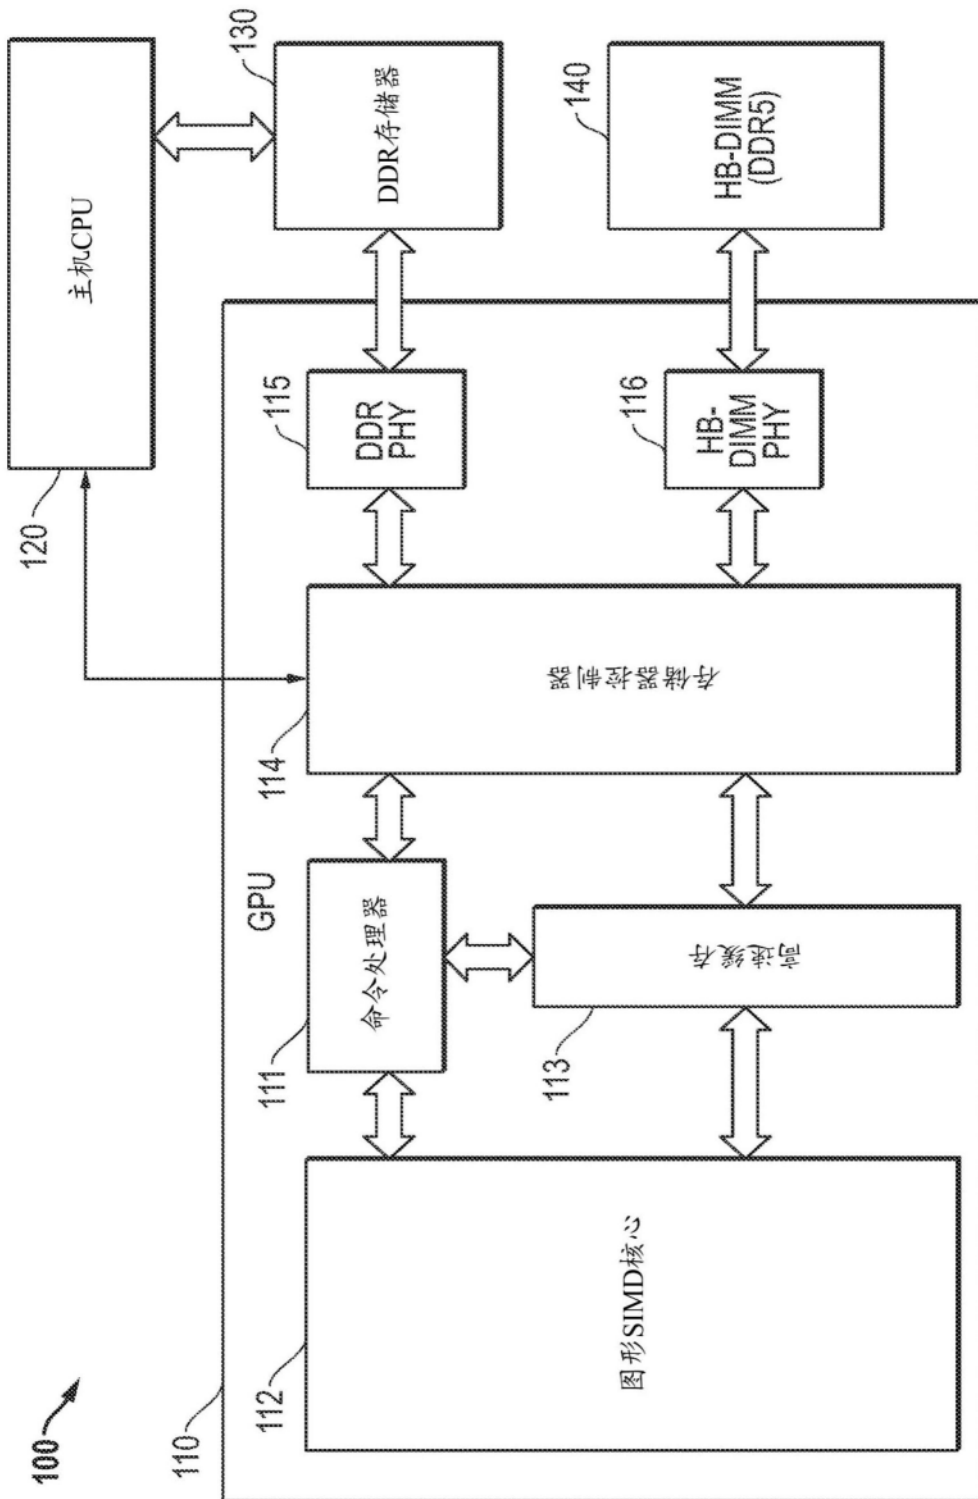 100
110
GPU
112
图形SIMD核心
111
命令处理器
113
高速缓存
114
存储器控制器
115
DDR
PHY
116
HB-
DIMM
PHY
120
主机CPU
130
DDR存储器
140
HB-DIMM
(DDR5)